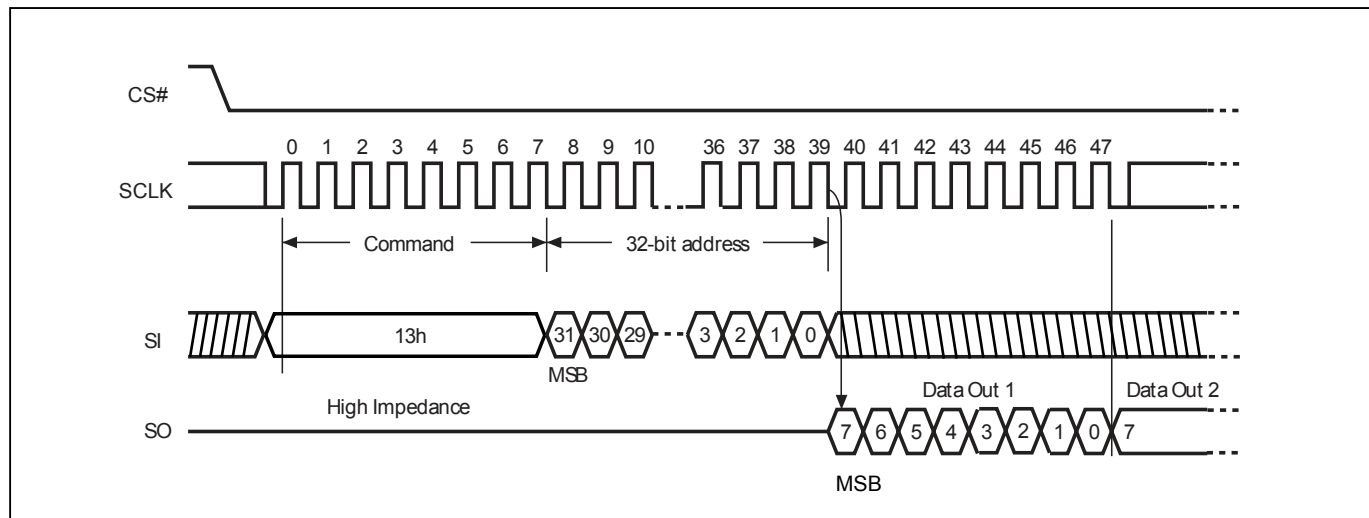 CS#
0 1 2 3 4 5 6 7 8 9 10 36 37 38 39 40 41 42 43 44 45 46 47
SCLK
Command 32-bit address
SI 13h 31 30 29 3 2 1 0
MSB
High Impedance Data Out 1 Data Out 2
SO 7 6 5 4 3 2 1 0 7
MSB